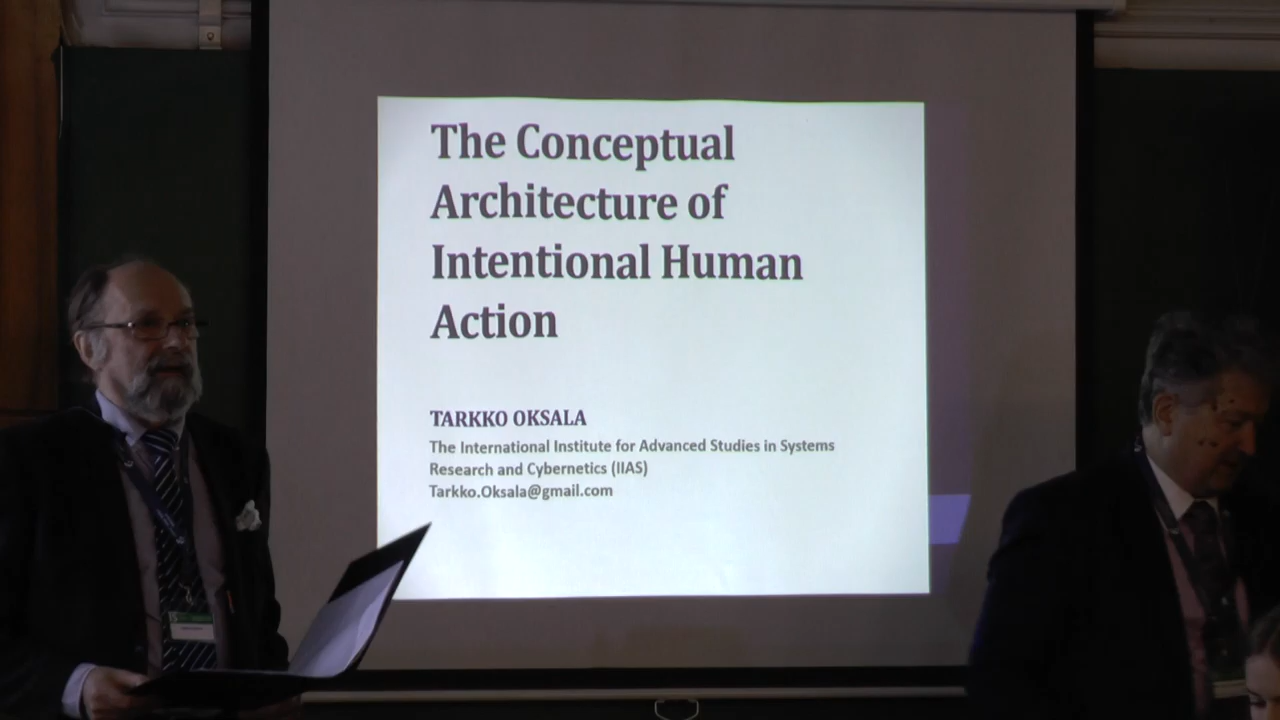 The Conceptual
Architecture of
Intentional Human
Action
TARKKO OKSALA
The International Institute for Advanced Studies in Systems
Research and Cybernetics (IIAS)
Tarkko.Oksala@gmail.com